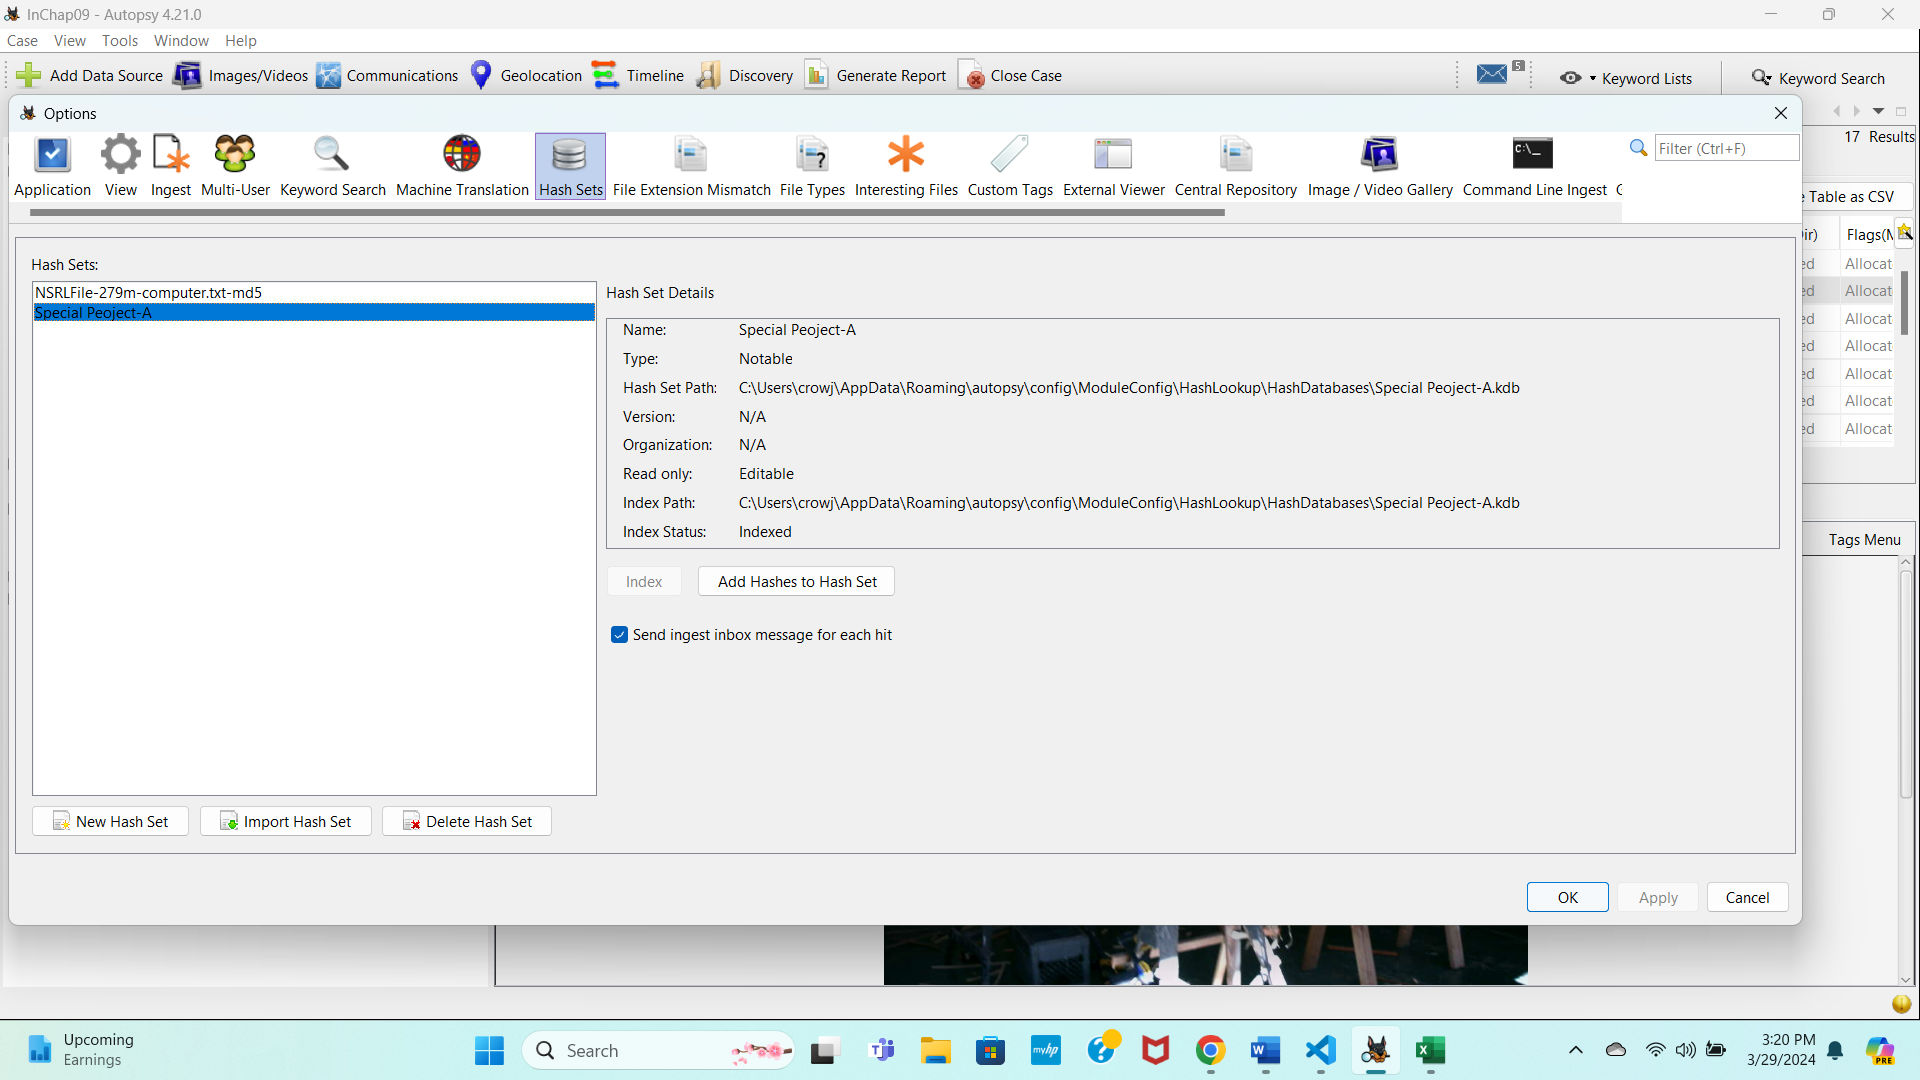 InChap09 - Autopsy 4.21.0
Case View Tools Window Help
Add Data Source Images/Videos Communications Geolocation Timeline Discovery Generate Report Close Case 5 Keyword Lists Keyword Search
Options
17 Results
Application View Ingest Multi-User Keyword Search Machine Translation Hash Sets File Extension Mismatch File Types Interesting Files Custom Tags External Viewer Central Repository Image / Video Gallery Command Line Ingest
Filter (Ctrl+F)
Table as CSV
Hash Sets:
NSRLFile-279m-computer.txt-md5
Special Peoject-A
Hash Set Details
Name: Special Peoject-A
Type: Notable
Hash Set Path: C:\Users\crowj\AppData\Roaming\autopsy\config\ModuleConfig\HashLookup\HashDatabases\Special Peoject-A.kdb
Version: N/A
Organization: N/A
Read only: Editable
Index Path: C:\Users\crowj\AppData\Roaming\autopsy\config\ModuleConfig\HashLookup\HashDatabases\Special Peoject-A.kdb
Index Status: Indexed
Index Add Hashes to Hash Set
Send ingest inbox message for each hit
New Hash Set Import Hash Set Delete Hash Set
OK Apply Cancel
ir) Flags(M
ed Allocat
ed Allocat
ed Allocat
ed Allocat
ed Allocat
ed Allocat
ed Allocat
Tags Menu
Upcoming
Earnings
Search
myhp
PRE
3:20 PM
3/29/2024